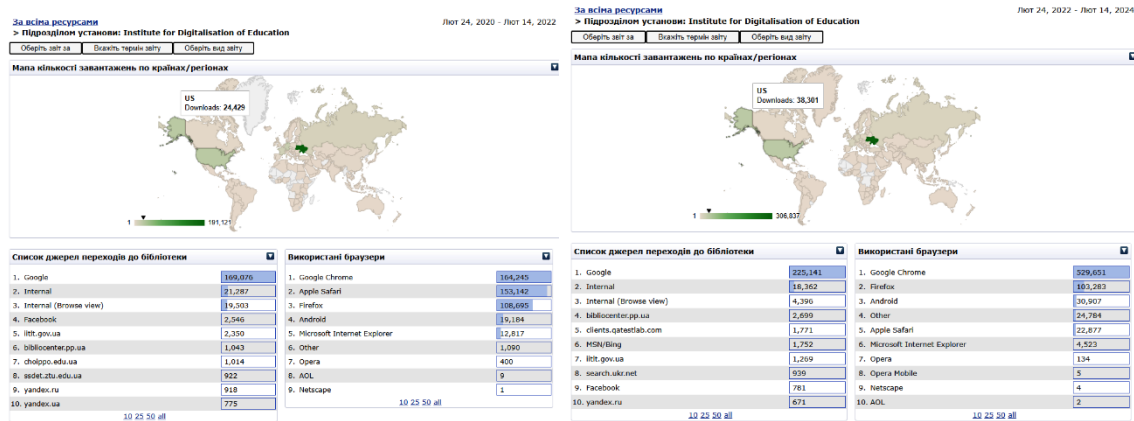 За всіма ресурсами
Лют 24, 2020 - Лют 14, 2022
> Підрозділом установи: Institute for Digitalisation of Education
Оберіть звіт за
Вкажіть термін звіту
Оберіть вид звіту
Мапа кількості завантажень по країнах/регіонах
US
Downloads: 24,429
1
191,121
Список джерел переходів до бібліотеки
1. Google 169,076
2. Internal 21,287
3. Internal (Browse view) 19,503
4. Facebook 2,546
5. iitlt.gov.ua 2,350
6. bibliocenter.pp.ua 1,043
7. choippo.edu.ua 1,014
8. ssdet.ztu.edu.ua 922
9. yandex.ru 918
10. yandex.ua 775
10 25 50 all
Використані браузери
1. Google Chrome 164,245
2. Apple Safari 153,142
3. Firefox 108,695
4. Android 19,184
5. Microsoft Internet Explorer 12,817
6. Other 1,090
7. Opera 400
8. AOL 9
9. Netscape 1
10 25 50 all
За всіма ресурсами
Лют 24, 2022 - Лют 14, 2024
> Підрозділом установи: Institute for Digitalisation of Education
Оберіть звіт за
Вкажіть термін звіту
Оберіть вид звіту
Мапа кількості завантажень по країнах/регіонах
US
Downloads: 38,301
1
306,837
Список джерел переходів до бібліотеки
1. Google 225,141
2. Internal 18,362
3. Internal (Browse view) 4,396
4. bibliocenter.pp.ua 2,699
5. clients.qatestlab.com 1,771
6. MSN/Bing 1,752
7. iitlt.gov.ua 1,269
8. search.ukr.net 939
9. Facebook 781
10. yandex.ru 671
10 25 50 all
Використані браузери
1. Google Chrome 529,651
2. Firefox 103,283
3. Android 30,907
4. Other 24,784
5. Apple Safari 22,877
6. Microsoft Internet Explorer 4,523
7. Opera 134
8. Opera Mobile 5
9. Netscape 4
10. AOL 2
10 25 50 all